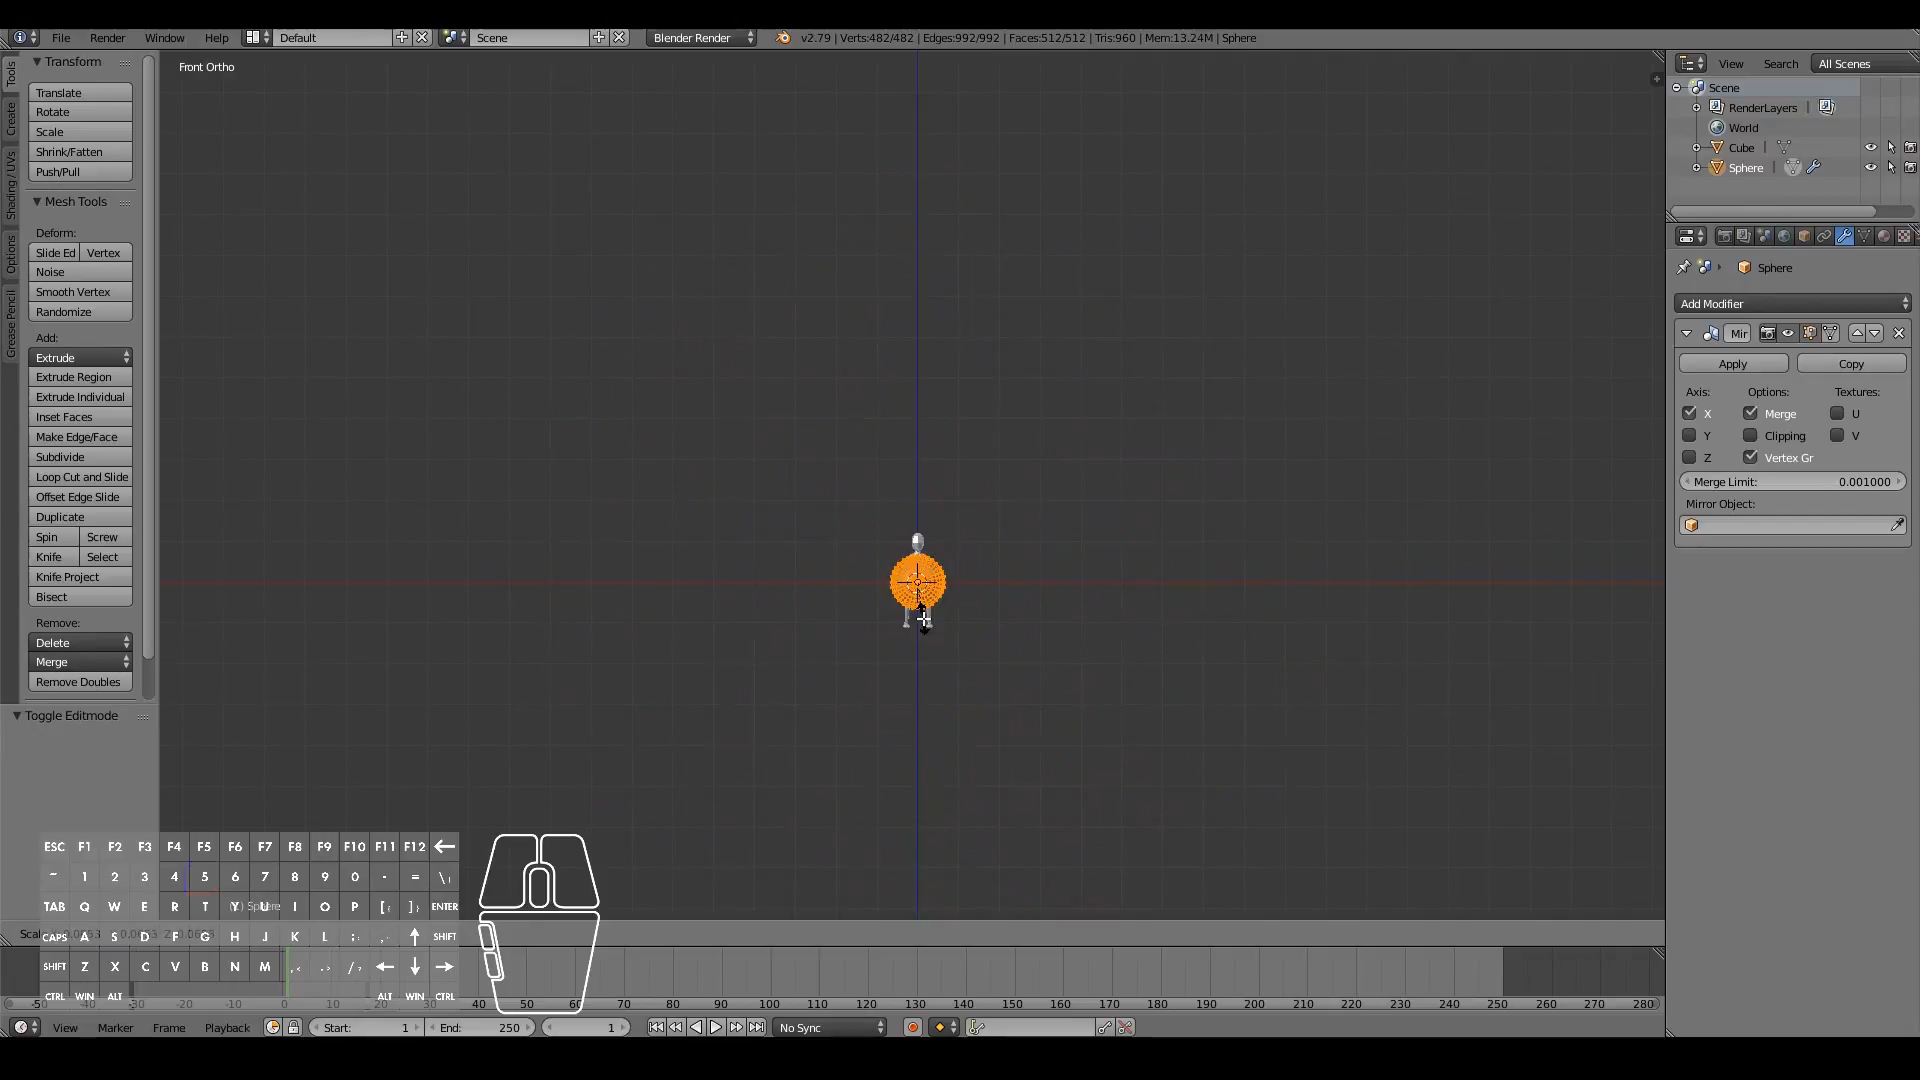 File Render Window Help Default Scene Blender Render v2.79 | Verts:482/482 | Edges:992/992 | Faces:512/512 | Tris:960 | Mem:13.24M | Sphere
Tools
Create
Shading / UVs
Options
Grease Pencil
Transform
Translate
Rotate
Scale
Shrink/Fatten
Push/Pull
Mesh Tools
Deform:
Slide Ed Vertex
Noise
Smooth Vertex
Randomize
Add:
Extrude
Extrude Region
Extrude Individual
Inset Faces
Make Edge/Face
Subdivide
Loop Cut and Slide
Offset Edge Slide
Duplicate
Spin Screw
Knife Select
Knife Project
Bisect
Remove:
Delete
Merge
Remove Doubles
Toggle Editmode
Front Ortho
View Search All Scenes
Scene
RenderLayers
World
Cube
Sphere
Sphere
Add Modifier
Mir
Apply Copy
Axis: Options: Textures:
X Merge U
Y Clipping V
Z Vertex Gr
Merge Limit: 0.001000
Mirror Object:
ESC F1 F2 F3 F4 F5 F6 F7 F8 F9 F10 F11 F12
~ 1 2 3 4 5 6 7 8 9 0 - = \|
TAB Q W E R T Y U I O P [{ ]} ENTER
Sphere
CAPS A S D F G H J K L ;: SHIFT
SHIFT Z X C V B N M ,< .> /?
CTRL WIN ALT ALT WIN CTRL
-50 -30 -20 -10 0 10 40 50 60 70 80 90 100 110 120 130 140 150 160 170 180 190 200 210 220 230 240 250 260 270 280
View Marker Frame Playback Start: 1 End: 250 1 No Sync